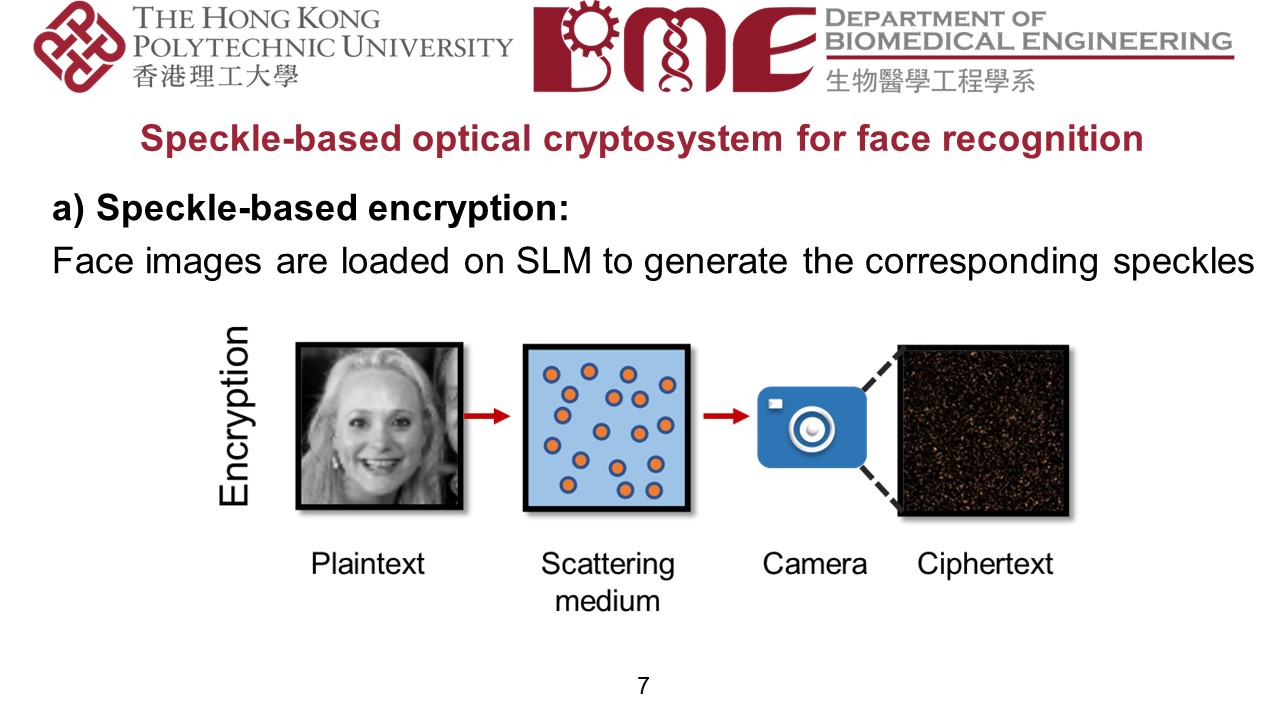 THE HONG KONG
POLYTECHNIC UNIVERSITY
香港理工大學
BME
DEPARTMENT OF
BIOMEDICAL ENGINEERING
生物醫學工程學系
Speckle-based optical cryptosystem for face recognition
a) Speckle-based encryption:
Face images are loaded on SLM to generate the corresponding speckles
Encryption
Plaintext
Scattering
medium
Camera
Ciphertext
7